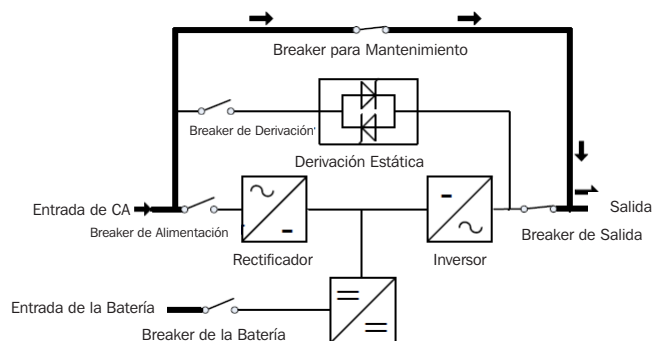 Breaker para Mantenimiento
Breaker de Derivación
Derivación Estática
Entrada de CA
Salida
Breaker de Alimentación
Breaker de Salida
Rectificador
Inversor
Entrada de la Batería
Breaker de la Batería